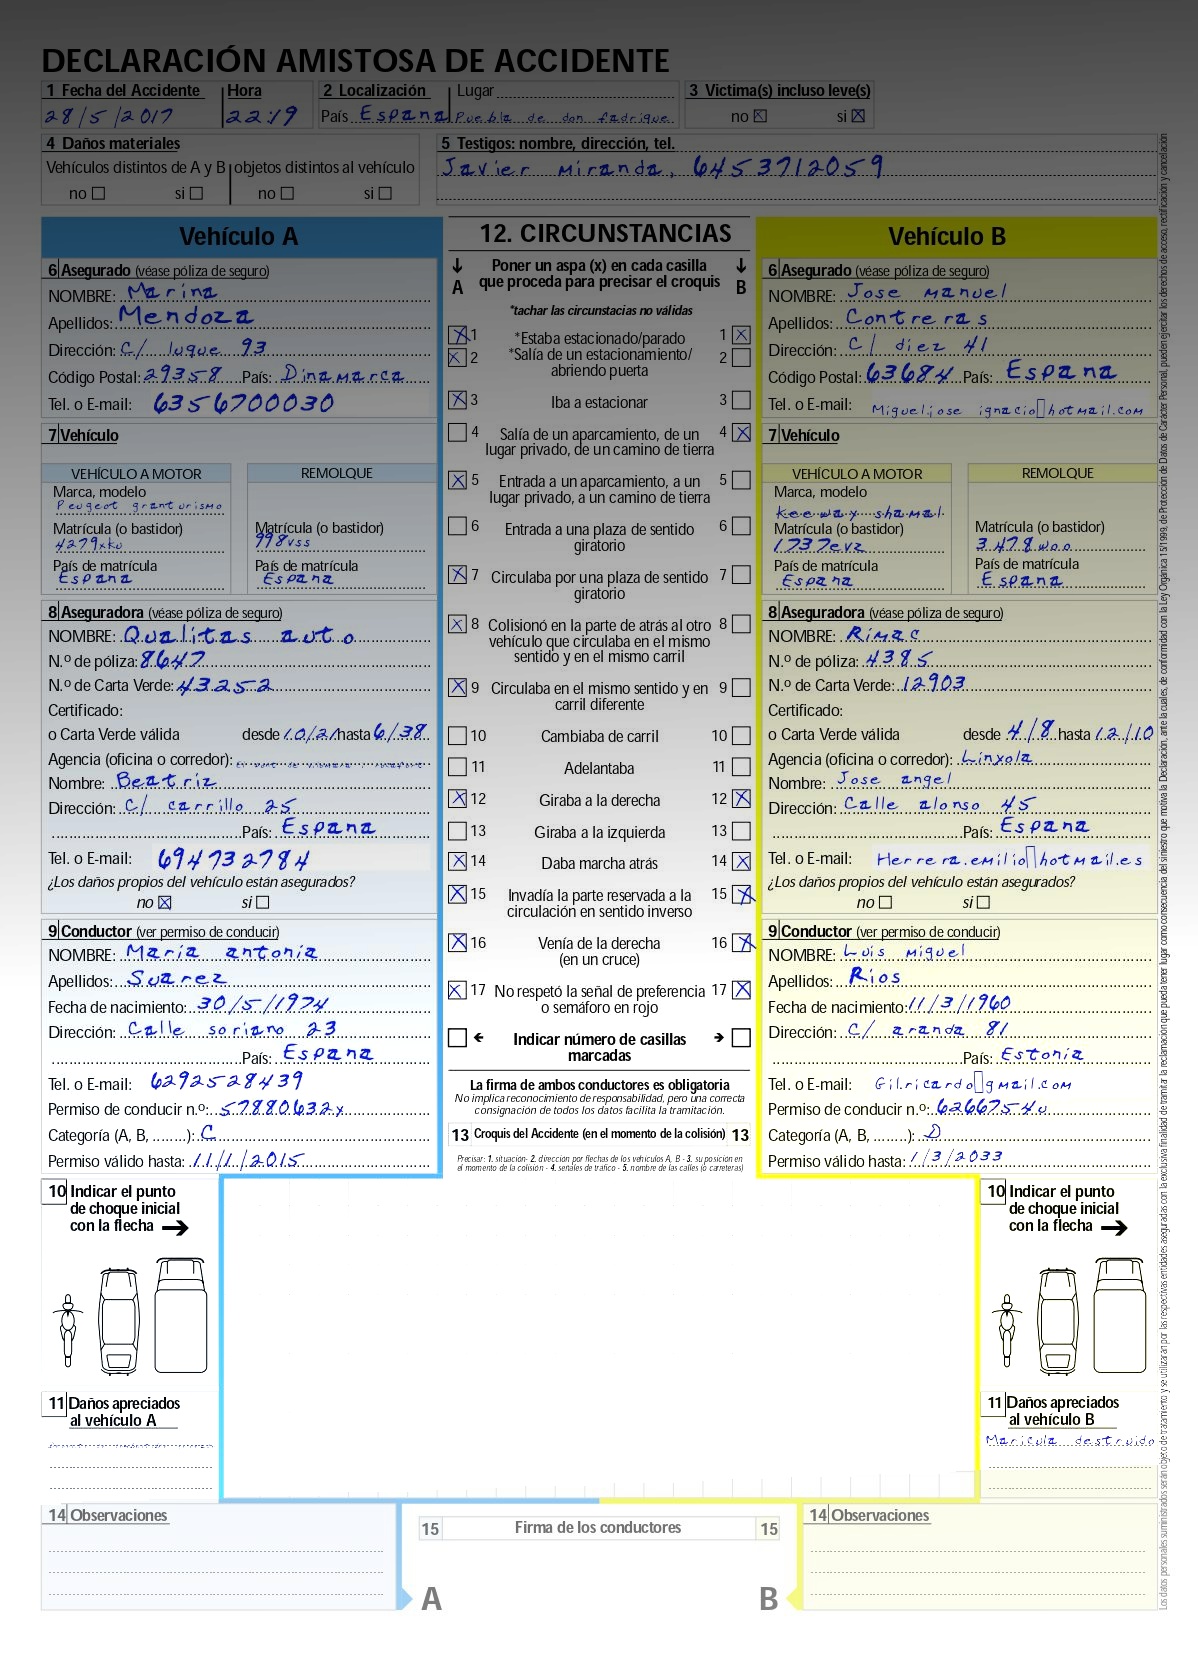 DECLARACIÓN AMISTOSA DE ACCIDENTE
1 Fecha del Accidente Hora 2 Localización Lugar 3 Victima(s) incluso leve(s)
28/5/2017 22:19 País Espana Puebla de don fadrique no ☒ si ☒
4 Daños materiales
Vehículos distintos de A y B objetos distintos al vehículo
no ☐ si ☐ no ☐ si ☐
5 Testigos: nombre, dirección, tel.
Javier Miranda, 6453712059
Vehículo A
6 Asegurado (véase póliza de seguro)
NOMBRE: Marina
Apellidos: Mendoza
Dirección: C/ luque 93
Código Postal: 29358 País: Dinamarca
Tel. o E-mail: 6356700030
7 Vehículo
VEHÍCULO A MOTOR REMOLQUE
Marca, modelo
Peugeot granturismo
Matrícula (o bastidor) Matrícula (o bastidor)
4279xku 998vss
País de matrícula País de matrícula
Espana Espana
8 Aseguradora (véase póliza de seguro)
NOMBRE: Qualitas auto
N.º de póliza: 8647
N.º de Carta Verde: 43252
Certificado:
o Carta Verde válida desde 10/21 hasta 6/38
Agencia (oficina o corredor):
Nombre: Beatriz
Dirección: C/ carrillo 25
País: Espana
Tel. o E-mail: 694732784
¿Los daños propios del vehículo están asegurados?
no ☒ si ☐
9 Conductor (ver permiso de conducir)
NOMBRE: María antonia
Apellidos: Suarez
Fecha de nacimiento: 30/5/1974
Dirección: Calle soriano 23
País: Espana
Tel. o E-mail: 6292528439
Permiso de conducir n.º: 57880632x
Categoría (A, B, ........): C
Permiso válido hasta: 11/1/2015
10 Indicar el punto
de choque inicial
con la flecha →
11 Daños apreciados
al vehículo A
14 Observaciones
12. CIRCUNSTANCIAS
↓ Poner un aspa (x) en cada casilla ↓
A que proceda para precisar el croquis B
*tachar las circunstacias no válidas
☒ 1 *Estaba estacionado/parado 1 ☒
☒ 2 *Salía de un estacionamiento/ 2 ☐
abriendo puerta
☒ 3 Iba a estacionar 3 ☐
☐ 4 Salía de un aparcamiento, de un 4 ☒
lugar privado, de un camino de tierra
☒ 5 Entrada a un aparcamiento, a un 5 ☐
lugar privado, a un camino de tierra
☐ 6 Entrada a una plaza de sentido 6 ☐
giratorio
☒ 7 Circulaba por una plaza de sentido 7 ☐
giratorio
☒ 8 Colisionó en la parte de atrás al otro 8 ☐
vehículo que circulaba en el mismo
sentido y en el mismo carril
☒ 9 Circulaba en el mismo sentido y en 9 ☐
carril diferente
☐ 10 Cambiaba de carril 10 ☐
☐ 11 Adelantaba 11 ☐
☒ 12 Giraba a la derecha 12 ☒
☐ 13 Giraba a la izquierda 13 ☐
☒ 14 Daba marcha atrás 14 ☒
☒ 15 Invadía la parte reservada a la 15 ☒
circulación en sentido inverso
☒ 16 Venía de la derecha 16 ☒
(en un cruce)
☒ 17 No respetó la señal de preferencia 17 ☒
o semáforo en rojo
☐ ← Indicar número de casillas → ☐
marcadas
La firma de ambos conductores es obligatoria
No implica reconocimiento de responsabilidad, pero una correcta
consignación de todos los datos facilita la tramitación.
13 Croquis del Accidente (en el momento de la colisión) 13
Precisar: 1. situación- 2. dirección por flechas de los vehículos A, B - 3. su posición en
el momento de la colisión - 4. señales de tráfico - 5. nombre de las calles (o carreteras)
15 Firma de los conductores 15
A B
Vehículo B
6 Asegurado (véase póliza de seguro)
NOMBRE: Jose manuel
Apellidos: Contreras
Dirección: C/ diez 41
Código Postal: 63684 País: Espana
Tel. o E-mail: Migueljose ignacio▯hotmail.com
7 Vehículo
VEHÍCULO A MOTOR REMOLQUE
Marca, modelo
Keeway shamal
Matrícula (o bastidor) Matrícula (o bastidor)
1737evz 3478woo
País de matrícula País de matrícula
Espana Espana
8 Aseguradora (véase póliza de seguro)
NOMBRE: Rimac
N.º de póliza: 4385
N.º de Carta Verde: 12903
Certificado:
o Carta Verde válida desde 4/8 hasta 12/10
Agencia (oficina o corredor): Linxola
Nombre: Jose angel
Dirección: Calle alonso 45
País: Espana
Tel. o E-mail: Herrera.emilio▯hotmail.es
¿Los daños propios del vehículo están asegurados?
no ☐ si ☐
9 Conductor (ver permiso de conducir)
NOMBRE: Luis miguel
Apellidos: Rios
Fecha de nacimiento: 11/3/1960
Dirección: C/ aranda 81
País: Estonia
Tel. o E-mail: Gil.ricardo▯gmail.com
Permiso de conducir n.º: 62667540
Categoría (A, B, ........): D
Permiso válido hasta: 1/3/2033
10 Indicar el punto
de choque inicial
con la flecha →
11 Daños apreciados
al vehículo B
Maricula destruido
14 Observaciones
Los datos personales suministrados serán objeto de tratamiento y se utilizaran por las respectivas entidades aseguradas con la exclusiva finalidad de tramitar la reclamación que pueda tener lugar como consecuencia del siniestro que motiva la Declaración, ante la cuales, de conformidad con la Ley Orgánica 15/1999, de Protección de Datos de Carácter Personal, pueden ejercitar los derechos de acceso, rectificación y cancelación